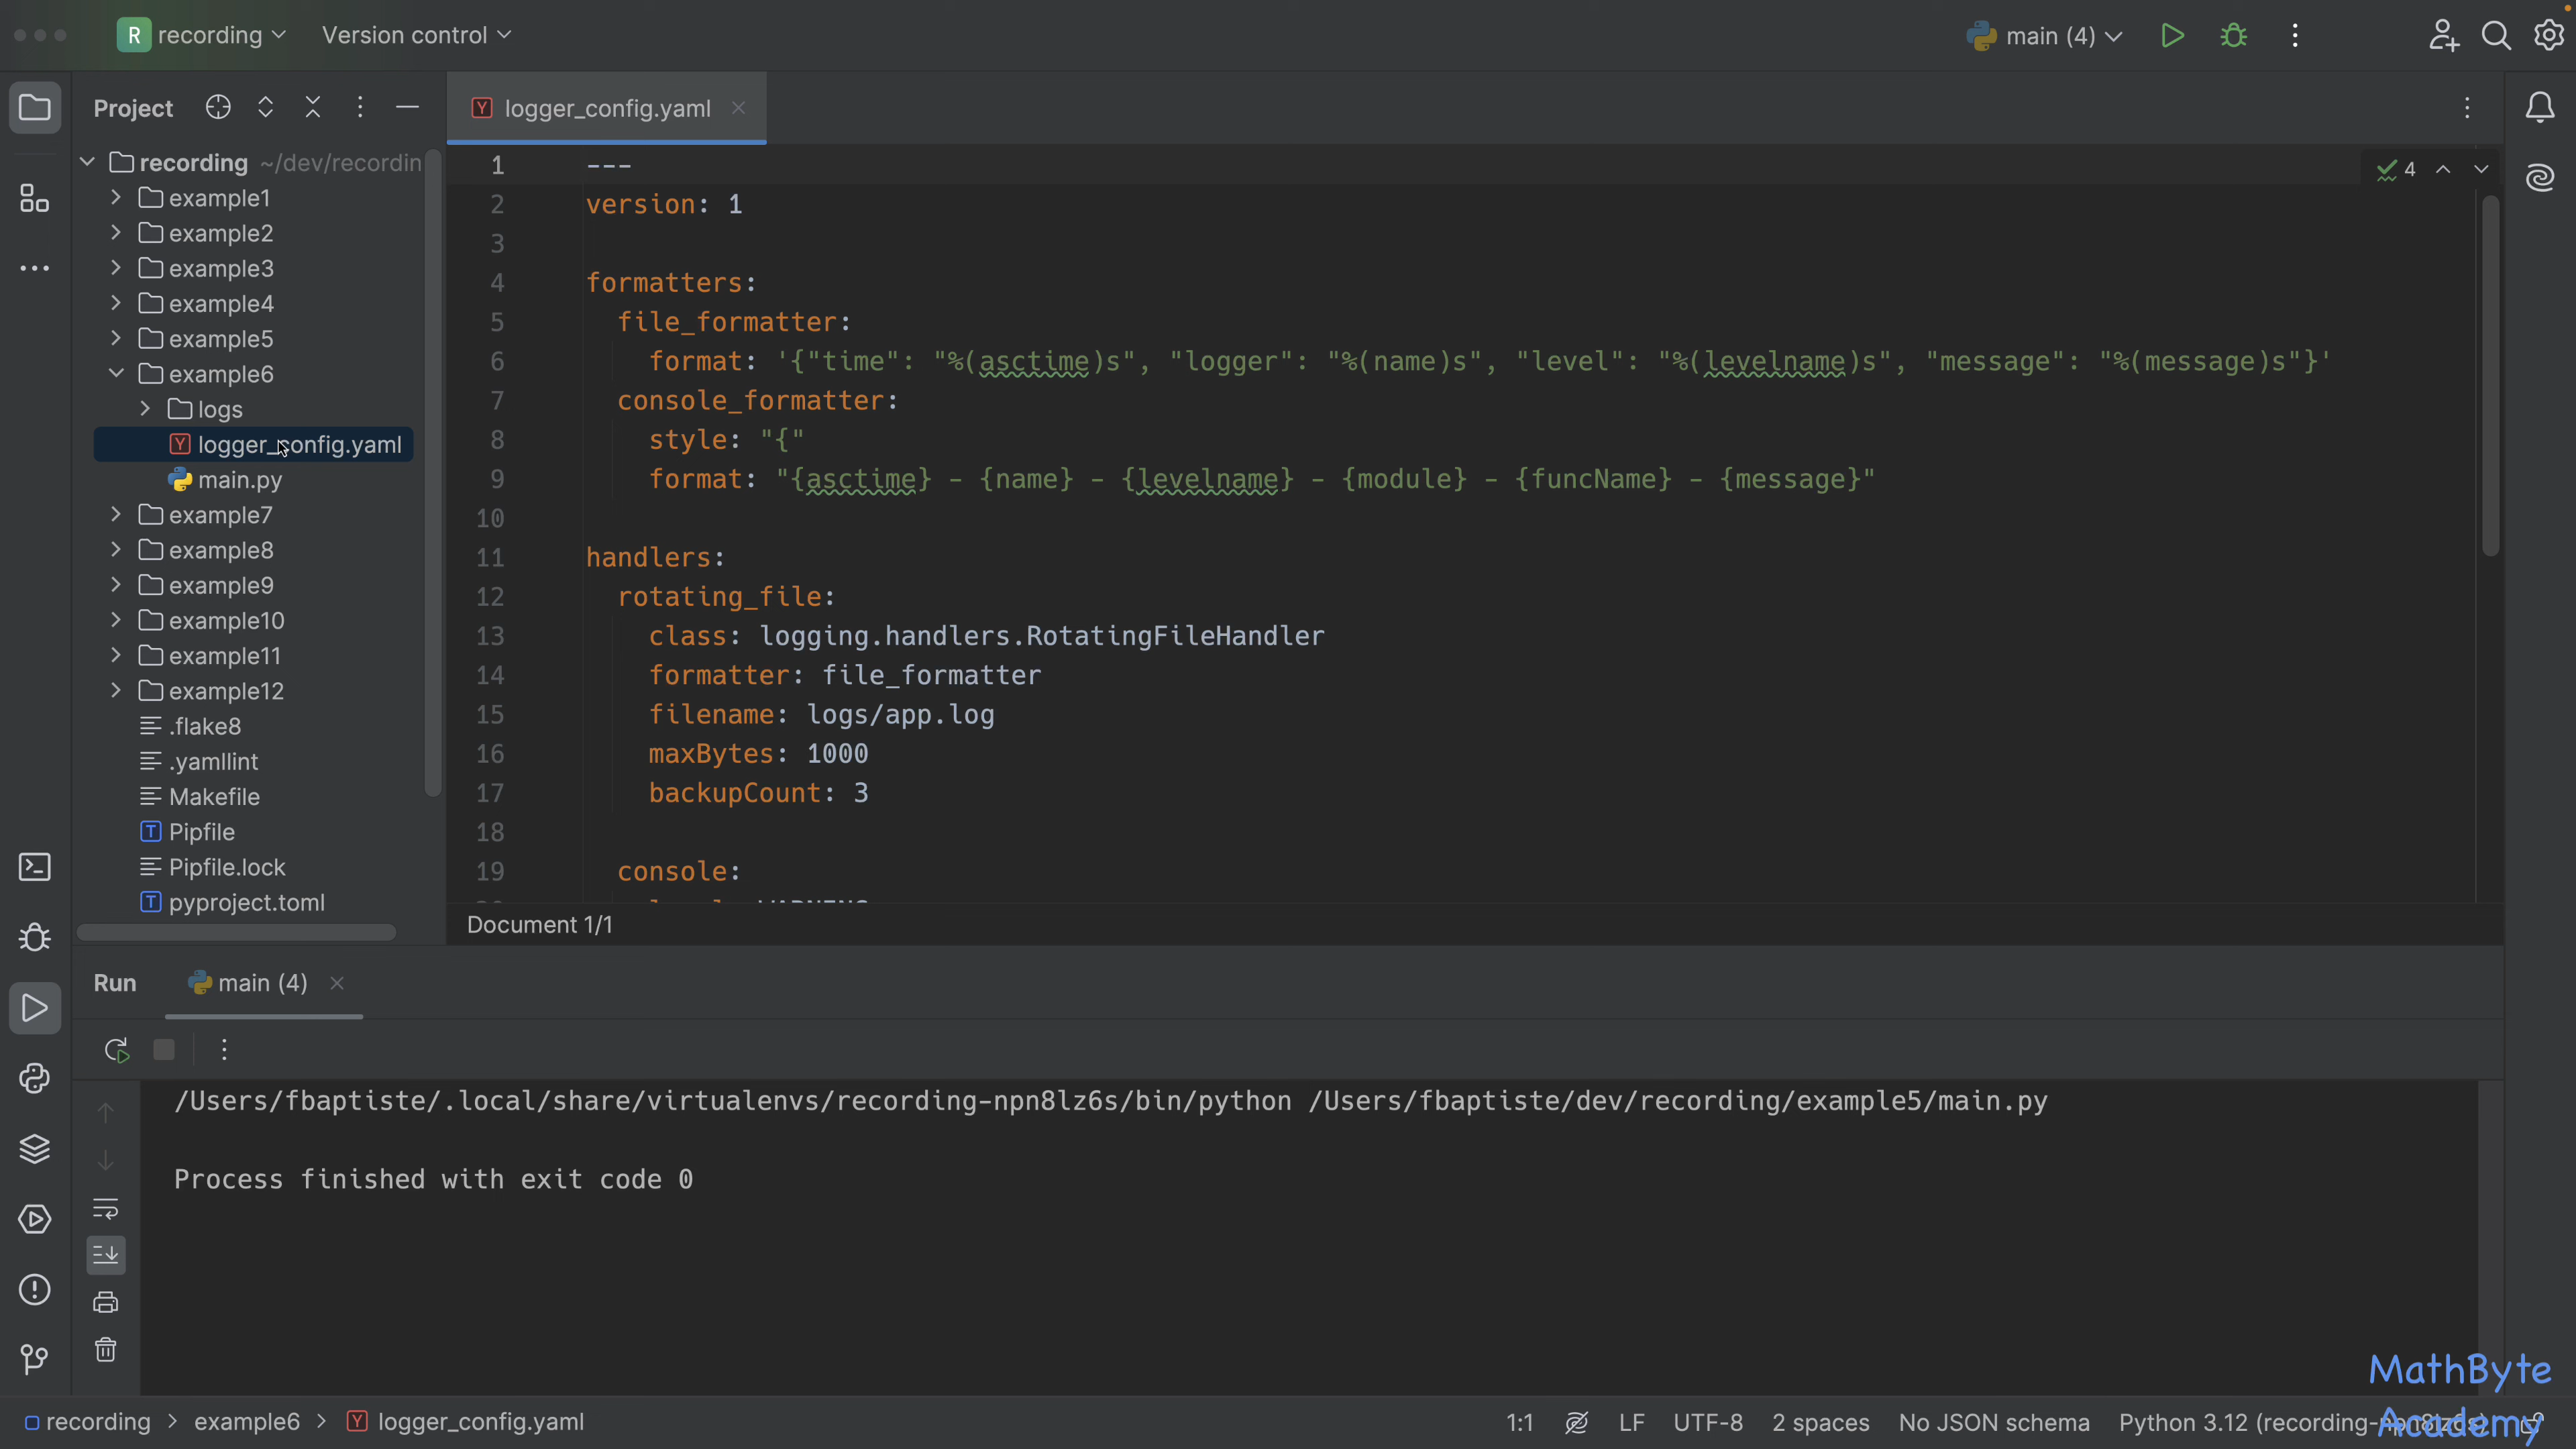 R recording Version control main (4)
Project
logger_config.yaml
recording ~/dev/recordin
example1
example2
example3
example4
example5
example6
logs
logger_config.yaml
main.py
example7
example8
example9
example10
example11
example12
.flake8
.yamllint
Makefile
Pipfile
Pipfile.lock
pyproject.toml
4
1 ---
2 version: 1
3
4 formatters:
5 file_formatter:
6 format: '{"time": "%(asctime)s", "logger": "%(name)s", "level": "%(levelname)s", "message": "%(message)s"}'
7 console_formatter:
8 style: "{"
9 format: "{asctime} - {name} - {levelname} - {module} - {funcName} - {message}"
10
11 handlers:
12 rotating_file:
13 class: logging.handlers.RotatingFileHandler
14 formatter: file_formatter
15 filename: logs/app.log
16 maxBytes: 1000
17 backupCount: 3
18
19 console:
Document 1/1
Run main (4)
/Users/fbaptiste/.local/share/virtualenvs/recording-npn8lz6s/bin/python /Users/fbaptiste/dev/recording/example5/main.py
Process finished with exit code 0
MathByte
Academy
recording > example6 > logger_config.yaml 1:1 LF UTF-8 2 spaces No JSON schema Python 3.12 (recording-npn8lz6s)